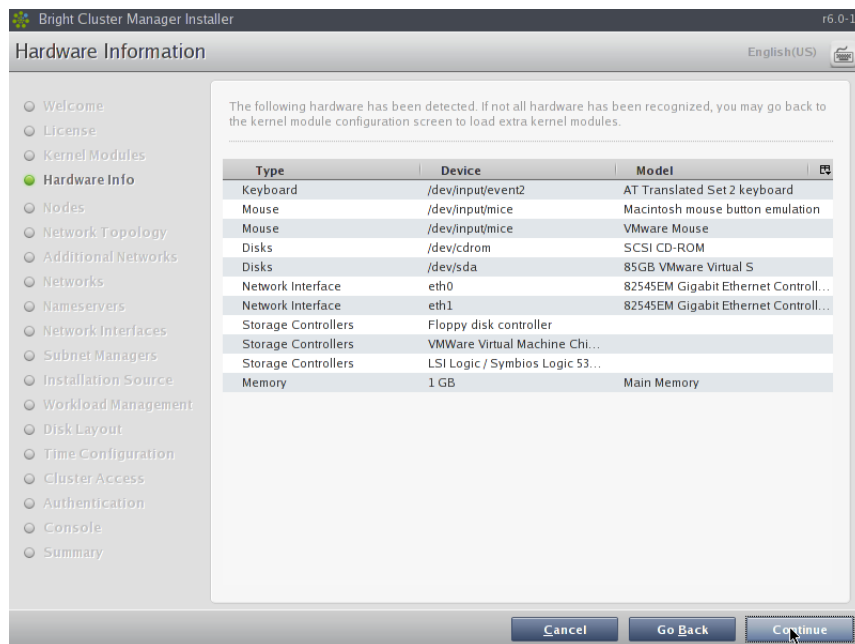 Bright Cluster Manager Installer r6.0-1
Hardware Information English(US)
Welcome
License
Kernel Modules
Hardware Info
Nodes
Network Topology
Additional Networks
Networks
Nameservers
Network Interfaces
Subnet Managers
Installation Source
Workload Management
Disk Layout
Time Configuration
Cluster Access
Authentication
Console
Summary
The following hardware has been detected. If not all hardware has been recognized, you may go back to
the kernel module configuration screen to load extra kernel modules.
Type Device Model
Keyboard /dev/input/event2 AT Translated Set 2 keyboard
Mouse /dev/input/mice Macintosh mouse button emulation
Mouse /dev/input/mice VMware Mouse
Disks /dev/cdrom SCSI CD-ROM
Disks /dev/sda 85GB VMware Virtual S
Network Interface eth0 82545EM Gigabit Ethernet Controll...
Network Interface eth1 82545EM Gigabit Ethernet Controll...
Storage Controllers Floppy disk controller
Storage Controllers VMWare Virtual Machine Chi...
Storage Controllers LSI Logic / Symbios Logic 53...
Memory 1 GB Main Memory
Cancel Go Back Continue